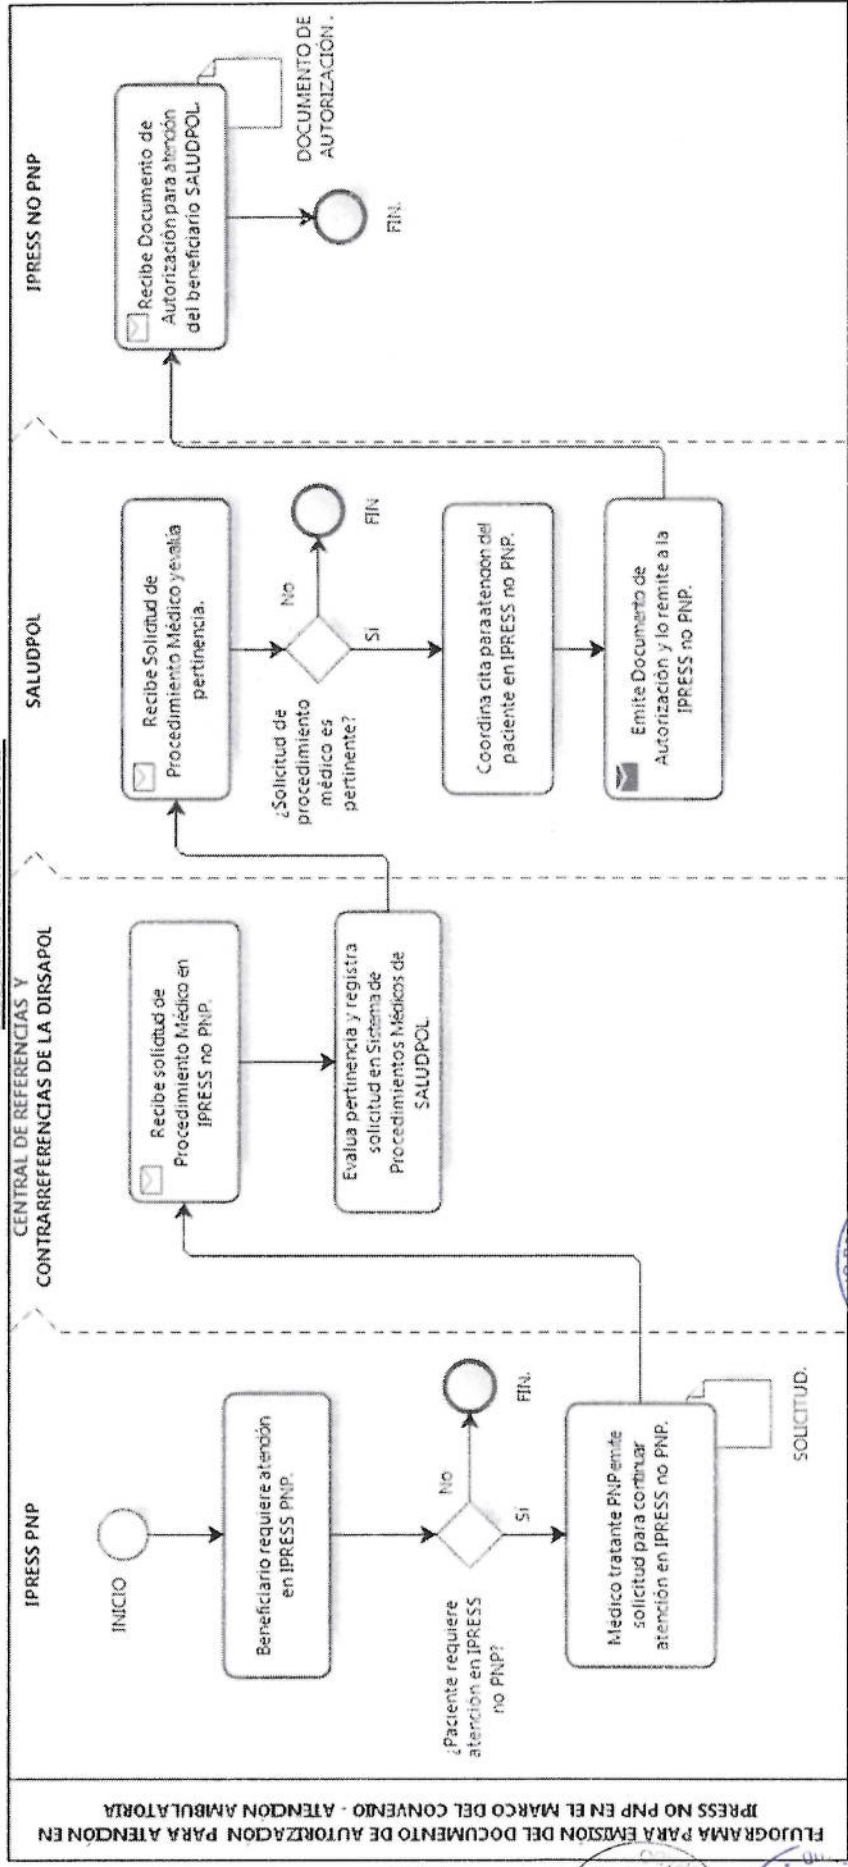 FLUJOGRAMA PARA EMISIÓN DEL DOCUMENTO DE AUTORIZACIÓN PARA ATENCIÓN EN
IPRESS NO PNP EN EL MARCO DEL CONVENIO - ATENCIÓN AMBULATORIA
IPRESS PNP
INICIO
Beneficiario requiere atención
en IPRESS PNP.
¿Paciente requiere
atención en IPRESS
no PNP?
No
FIN.
Si
Médico tratante PNP emite
solicitud para continuar
atención en IPRESS no PNP.
SOLICITUD.
CENTRAL DE REFERENCIAS Y
CONTRARREFERENCIAS DE LA DIRSAPOL
Recibe solicitud de
Procedimiento Médico en
IPRESS no PNP.
Evalua pertinencia y registra
solicitud en Sistema de
Procedimientos Médicos de
SALUDPOL.
SALUDPOL
Recibe Solicitud de
Procedimiento Médico y evalúa
pertinencia.
¿Solicitud de
procedimiento
médico es
pertinente?
No
FIN
Si
Coordina cita para atencion del
paciente en IPRESS no PNP.
Emite Documento de
Autorización y lo remite a la
IPRESS no PNP.
IPRESS NO PNP
Recibe Documento de
Autorización para atención
del beneficiario SALUDPOL.
DOCUMENTO DE
AUTORIZACIÓN.
FIN.